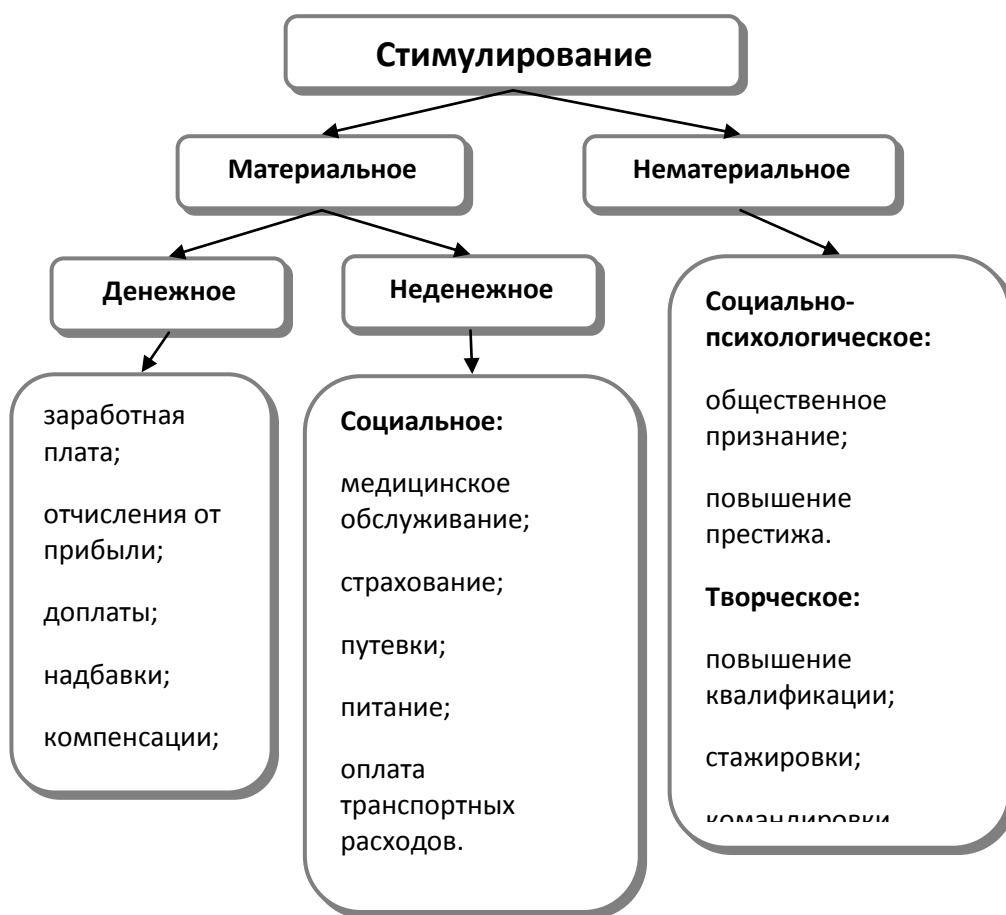 Стимулирование
Материальное
Нематериальное
Денежное
Неденежное
заработная
плата;
отчисления от
прибыли;
доплаты;
надбавки;
компенсации;
Социальное:
медицинское
обслуживание;
страхование;
путевки;
питание;
оплата
транспортных
расходов.
Социально-
психологическое:
общественное
признание;
повышение
престижа.
Творческое:
повышение
квалификации;
стажировки;
командировки